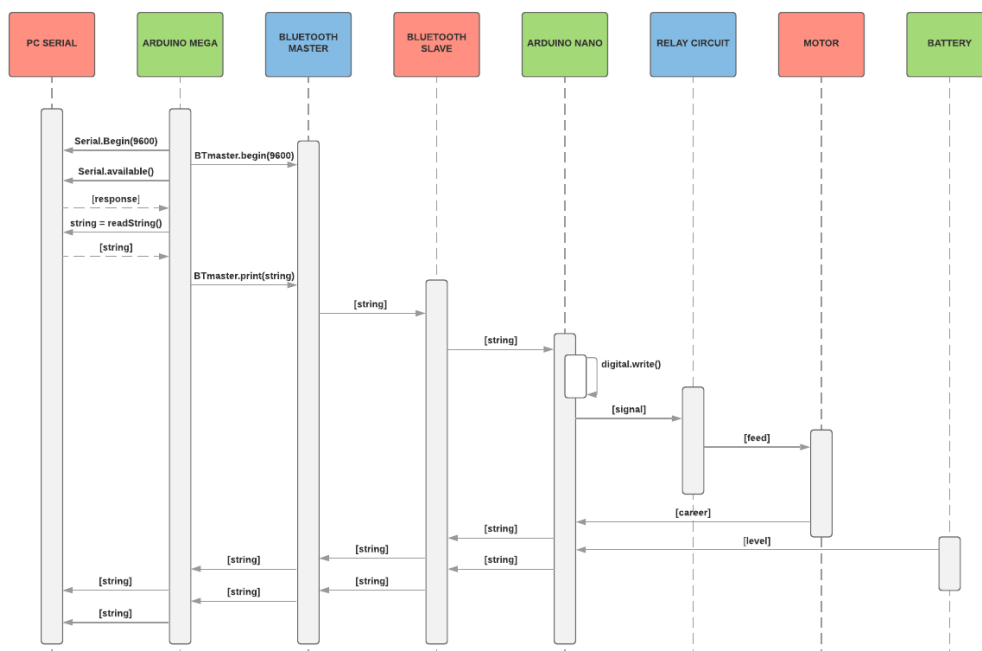 PC SERIAL
ARDUINO MEGA
BLUETOOTH
MASTER
BLUETOOTH
SLAVE
ARDUINO NANO
RELAY CIRCUIT
MOTOR
BATTERY
Serial.Begin(9600)
BTmaster.begin(9600)
Serial.available()
[response]
string = readString()
[string]
BTmaster.print(string)
[string]
[string]
digital.write()
[signal]
[feed]
[career]
[string]
[level]
[string]
[string]
[string]
[string]
[string]
[string]
[string]